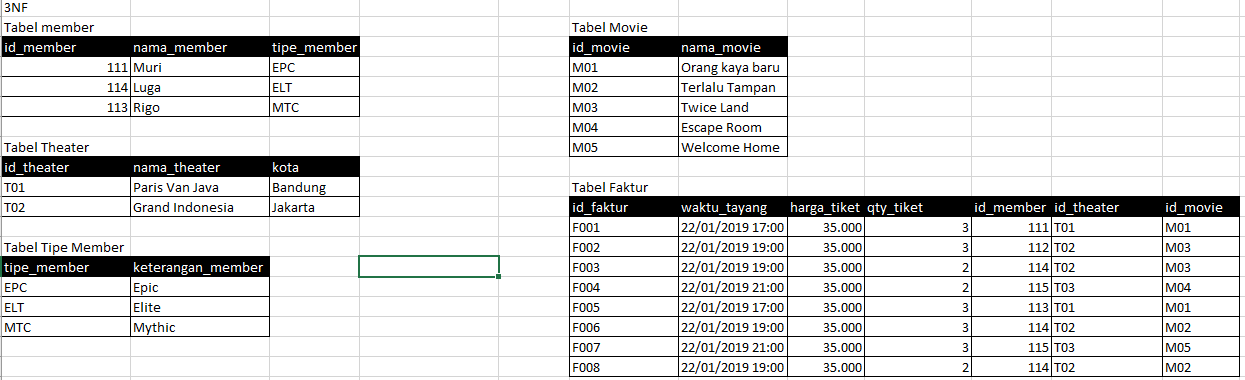 3NF
Tabel member
id_member nama_member tipe_member
111 Muri EPC
114 Luga ELT
113 Rigo MTC
Tabel Theater
id_theater nama_theater kota
T01 Paris Van Java Bandung
T02 Grand Indonesia Jakarta
Tabel Tipe Member
tipe_member keterangan_member
EPC Epic
ELT Elite
MTC Mythic
Tabel Movie
id_movie nama_movie
M01 Orang kaya baru
M02 Terlalu Tampan
M03 Twice Land
M04 Escape Room
M05 Welcome Home
Tabel Faktur
id_faktur waktu_tayang harga_tiket qty_tiket id_member id_theater id_movie
F001 22/01/2019 17:00 35.000 3 111 T01 M01
F002 22/01/2019 19:00 35.000 3 112 T02 M03
F003 22/01/2019 19:00 35.000 2 114 T02 M03
F004 22/01/2019 21:00 35.000 2 115 T03 M04
F005 22/01/2019 17:00 35.000 3 113 T01 M01
F006 22/01/2019 19:00 35.000 3 114 T02 M02
F007 22/01/2019 21:00 35.000 3 115 T03 M05
F008 22/01/2019 19:00 35.000 2 114 T02 M02